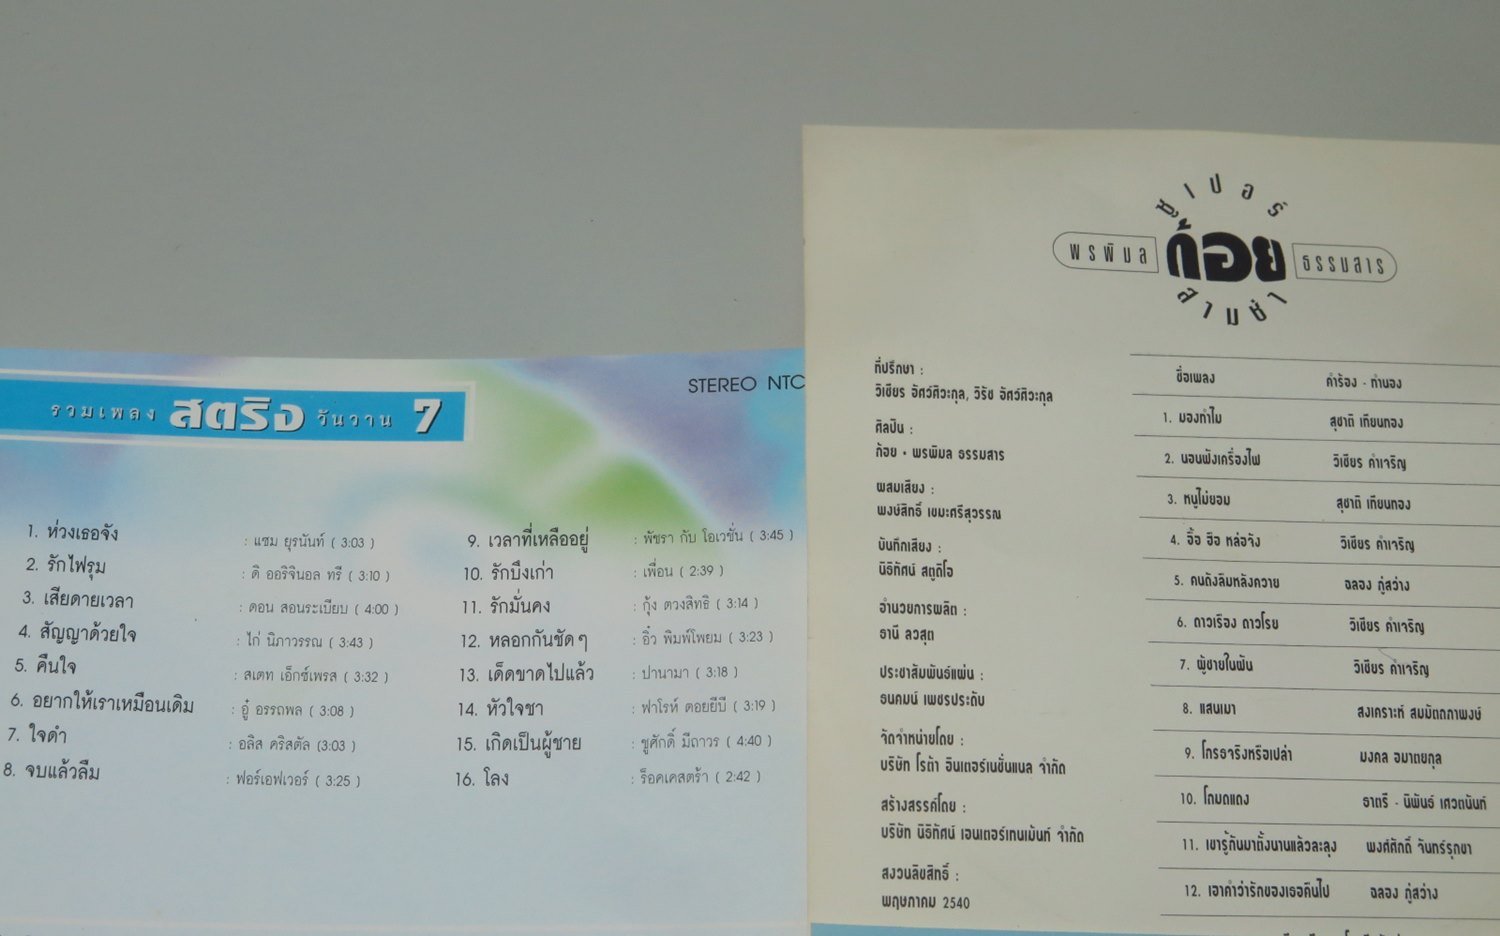 รวมเพลง สตริง วันวาน 7
STEREO NTC
1. ห่วงเธอจัง : แซม ยุรนันท์ ( 3:03 )
2. รักไฟรุม : ดิ ออริจินอล ทรี ( 3:10 )
3. เสียดายเวลา : ดอน สอนระเบียบ ( 4:00 )
4. สัญญาด้วยใจ : ไก่ นิภาวรรณ ( 3:43 )
5. คืนใจ : สเตท เอ็กซ์เพรส ( 3:32 )
6. อยากให้เราเหมือนเดิม : อู๋ อรรถพล ( 3:08 )
7. ใจดำ : อลิส คริสตัล (3:03 )
8. จบแล้วลืม : ฟอร์เอฟเวอร์ ( 3:25 )
9. เวลาที่เหลืออยู่ : พัชรา กับ โอเวชั่น ( 3:45 )
10. รักบึงเก่า : เพื่อน ( 2:39 )
11. รักมั่นคง : กุ้ง ตวงสิทธิ ( 3:14 )
12. หลอกกันชัดๆ : อิ๋ว พิมพ์โพยม ( 3:23 )
13. เด็ดขาดไปแล้ว : ปานามา ( 3:18 )
14. หัวใจชา : ฟาโรห์ ตอยยีบี ( 3:19 )
15. เกิดเป็นผู้ชาย : ชูศักดิ์ มีถาวร ( 4:40 )
16. โลง : ร็อคเคสตร้า ( 2:42 )
ซูเปอร์
พรพิมล ก้อย ธรรมสาร
สามช่า
ที่ปรึกษา :
วิเชียร อัศว์ศิวะกุล, วิรัช อัศว์ศิวะกุล
ศิลปิน :
ก้อย • พรพิมล ธรรมสาร
ผสมเสียง :
พงษ์สิทธิ์ เขมะศรีสุวรรณ
บันทึกเสียง :
นิธิทัศน์ สตูดิโอ
อำนวยการผลิต :
ธานี ลวสุต
ประชาสัมพันธ์แผ่น :
ธนคมน์ เพชรประดับ
จัดจำหน่ายโดย :
บริษัท โรต้า อินเตอร์เนชั่นแนล จำกัด
สร้างสรรค์โดย :
บริษัท นิธิทัศน์ เอนเตอร์เทนเม้นท์ จำกัด
สงวนลิขสิทธิ์ :
พฤษภาคม 2540
ชื่อเพลง คำร้อง - ทำนอง
1. มองทำไม สุชาติ เทียนทอง
2. นอนฟังเครื่องไฟ วิเชียร คำเจริญ
3. หนูไม่ยอม สุชาติ เทียนทอง
4. จิ้อ ฮือ หล่อจัง วิเชียร คำเจริญ
5. คนดังลืมหลังควาย ฉลอง ภู่สว่าง
6. ดาวเรือง ดาวโรย วิเชียร คำเจริญ
7. ผู้ชายในฝัน วิเชียร คำเจริญ
8. แสนเมา สงเคราะห์ สมัตถภาพงษ์
9. โกรธจริงหรือเปล่า มงคล อมาตยกุล
10. โกมดแดง ธาตรี - นิพันธ์ เศวตนันท์
11. เขารู้กันมาตั้งนานแล้วละลุง พงศ์ศักดิ์ จันทร์รุกขา
12. เอาคำว่ารักของเธอคืนไป ฉลอง ภู่สว่าง